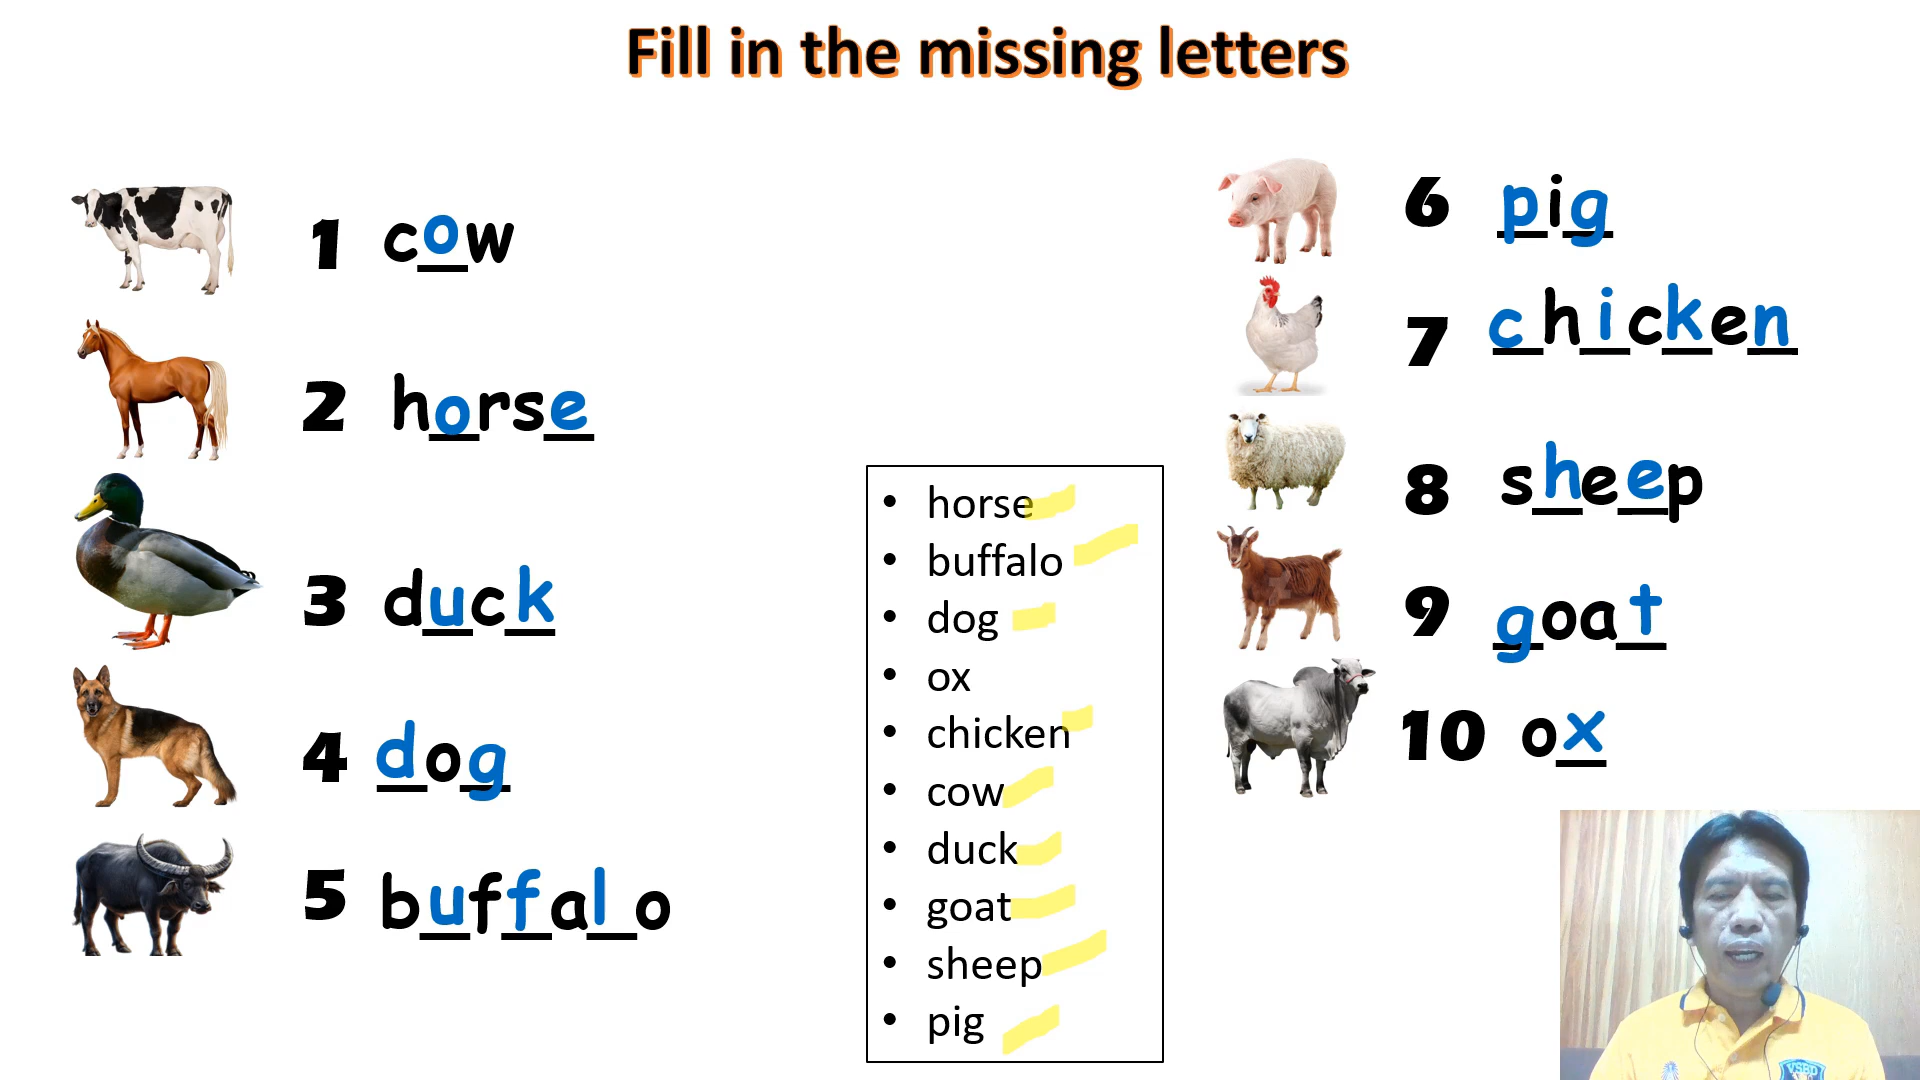 Fill in the missing letters
1 cow
2 horse
3 duck
4 dog
5 buffalo
• horse
• buffalo
• dog
• ox
• chicken
• cow
• duck
• goat
• sheep
• pig
6 pig
7 chicken
8 sheep
9 goat
10 ox